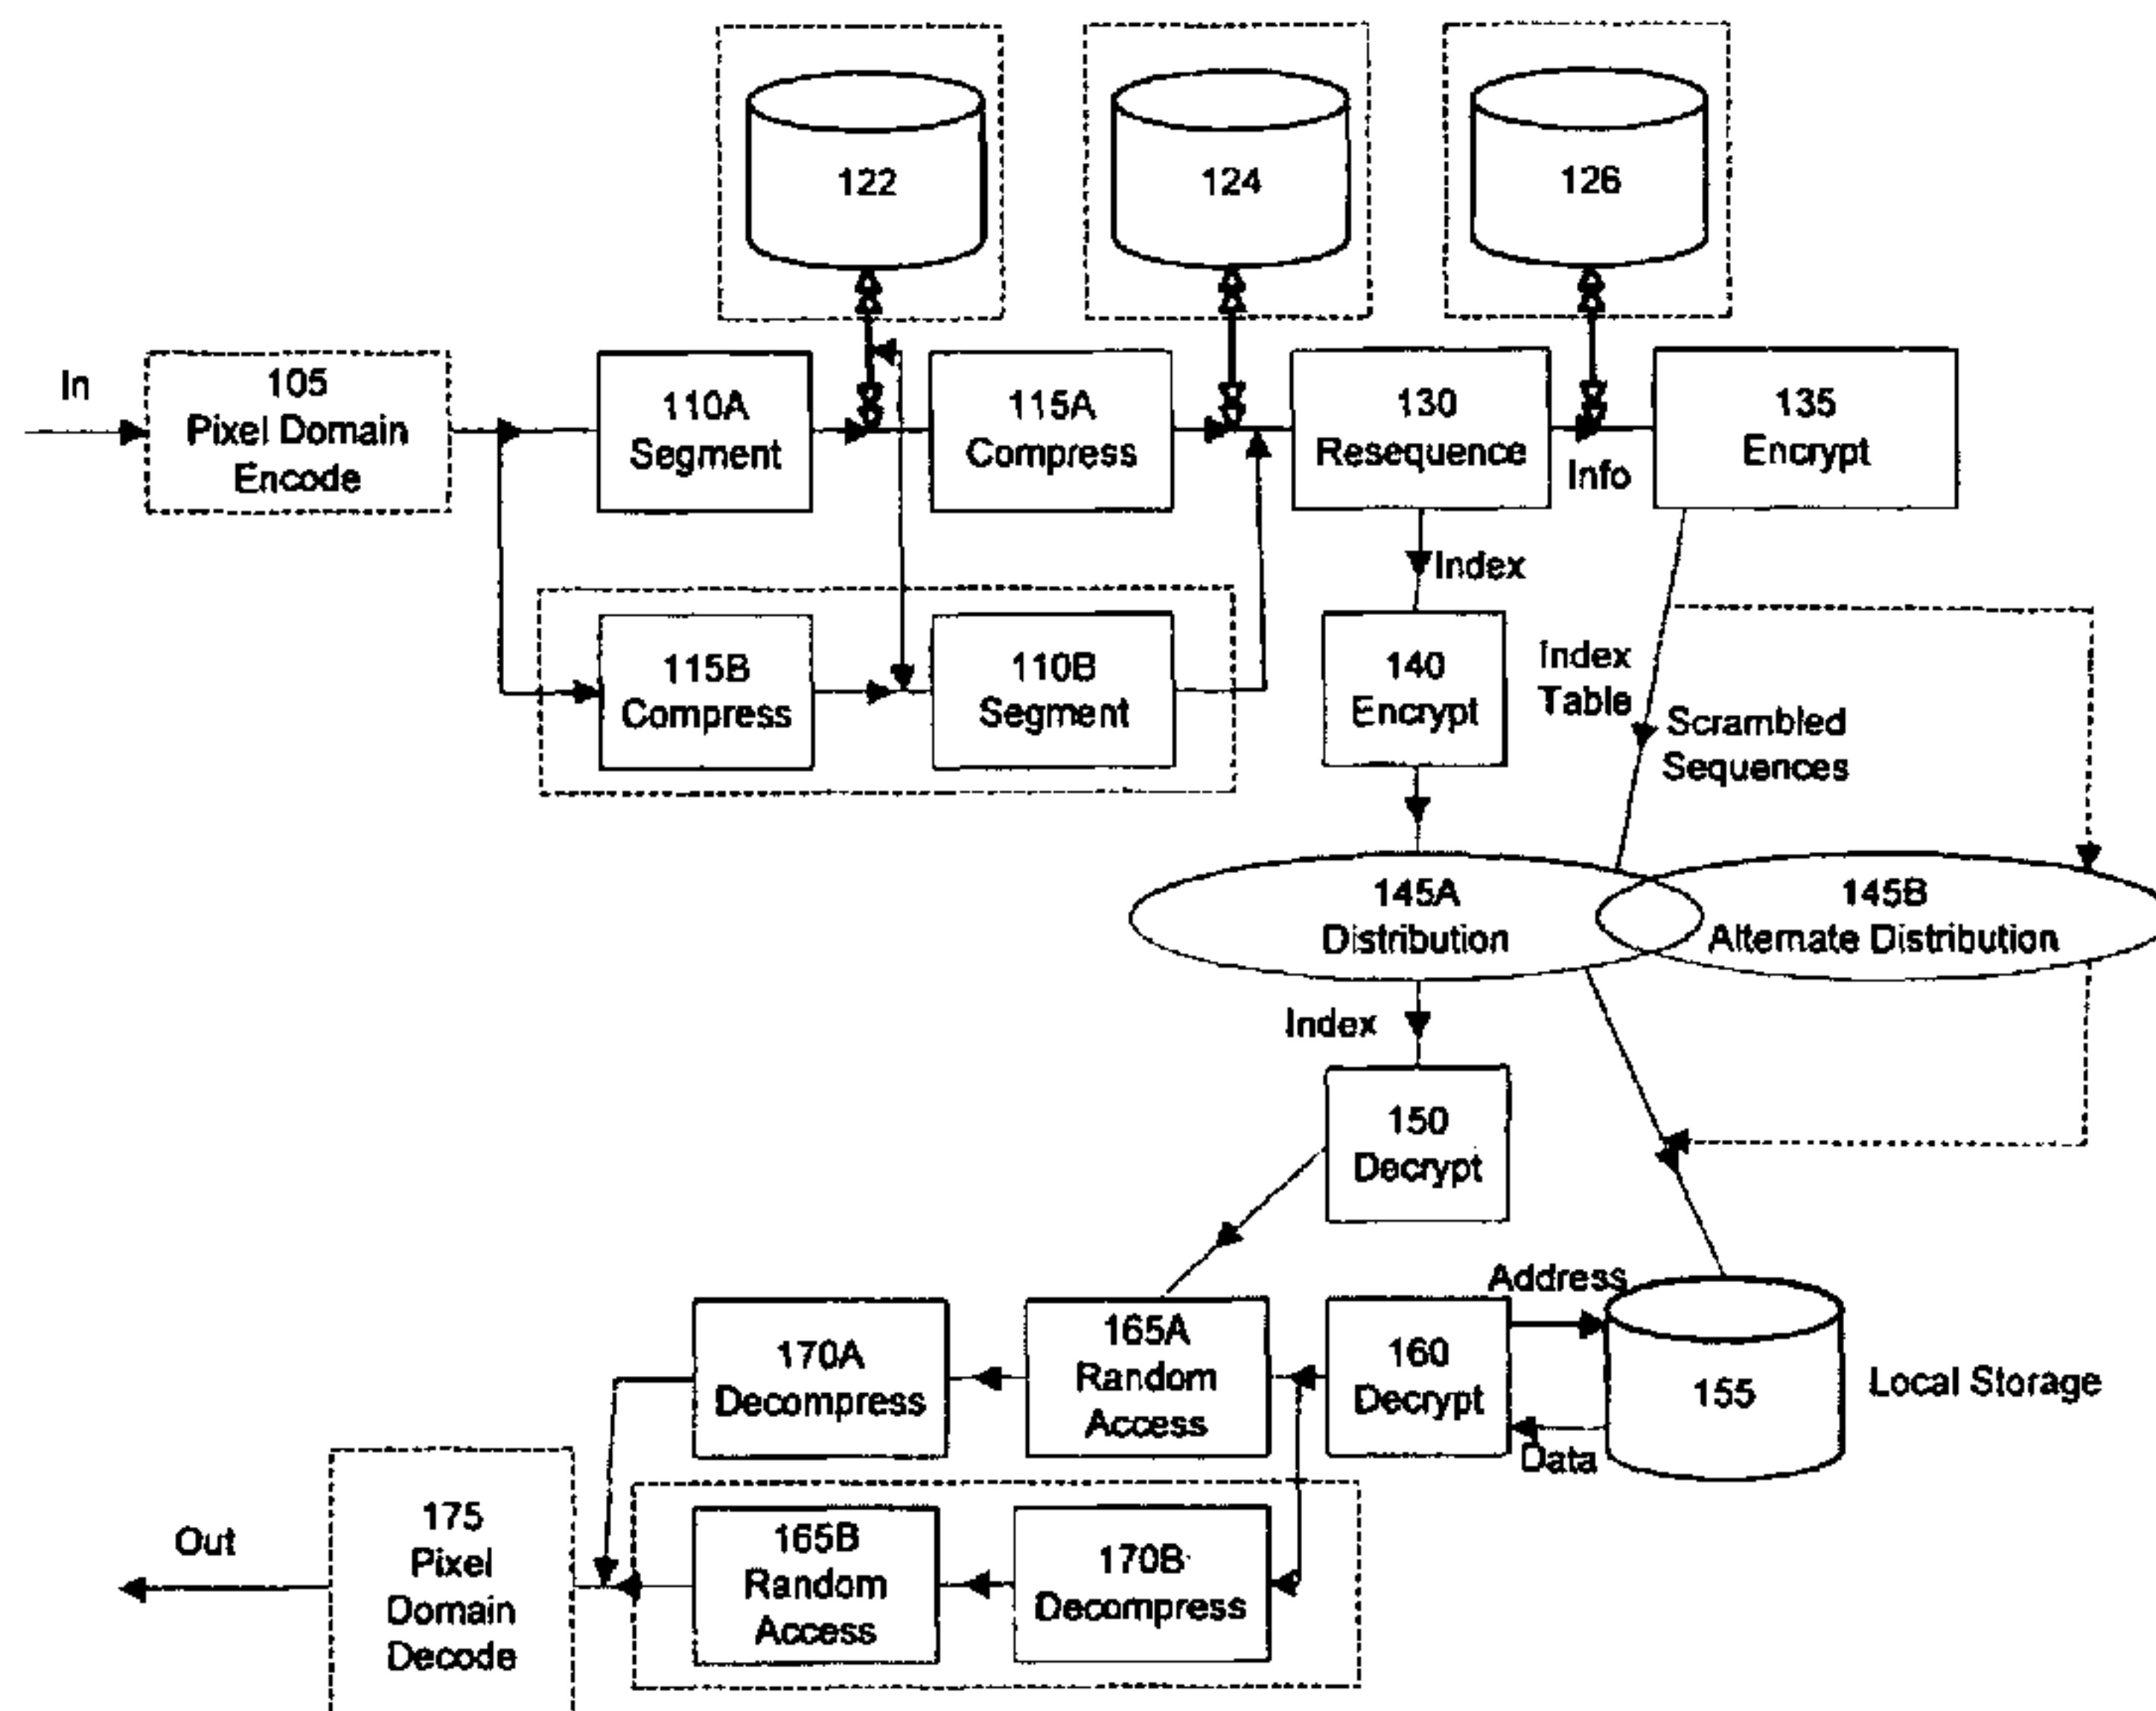 122
124
126
In
105
Pixel Domain
Encode
110A
Segment
115A
Compress
130
Resequence
Info
135
Encrypt
Index
115B
Compress
110B
Segment
140
Encrypt
Index
Table
Scrambled
Sequences
145A
Distribution
145B
Alternate Distribution
Index
150
Decrypt
Address
170A
Decompress
165A
Random
Access
160
Decrypt
155
Local Storage
Data
Out
175
Pixel
Domain
Decode
165B
Random
Access
170B
Decompress